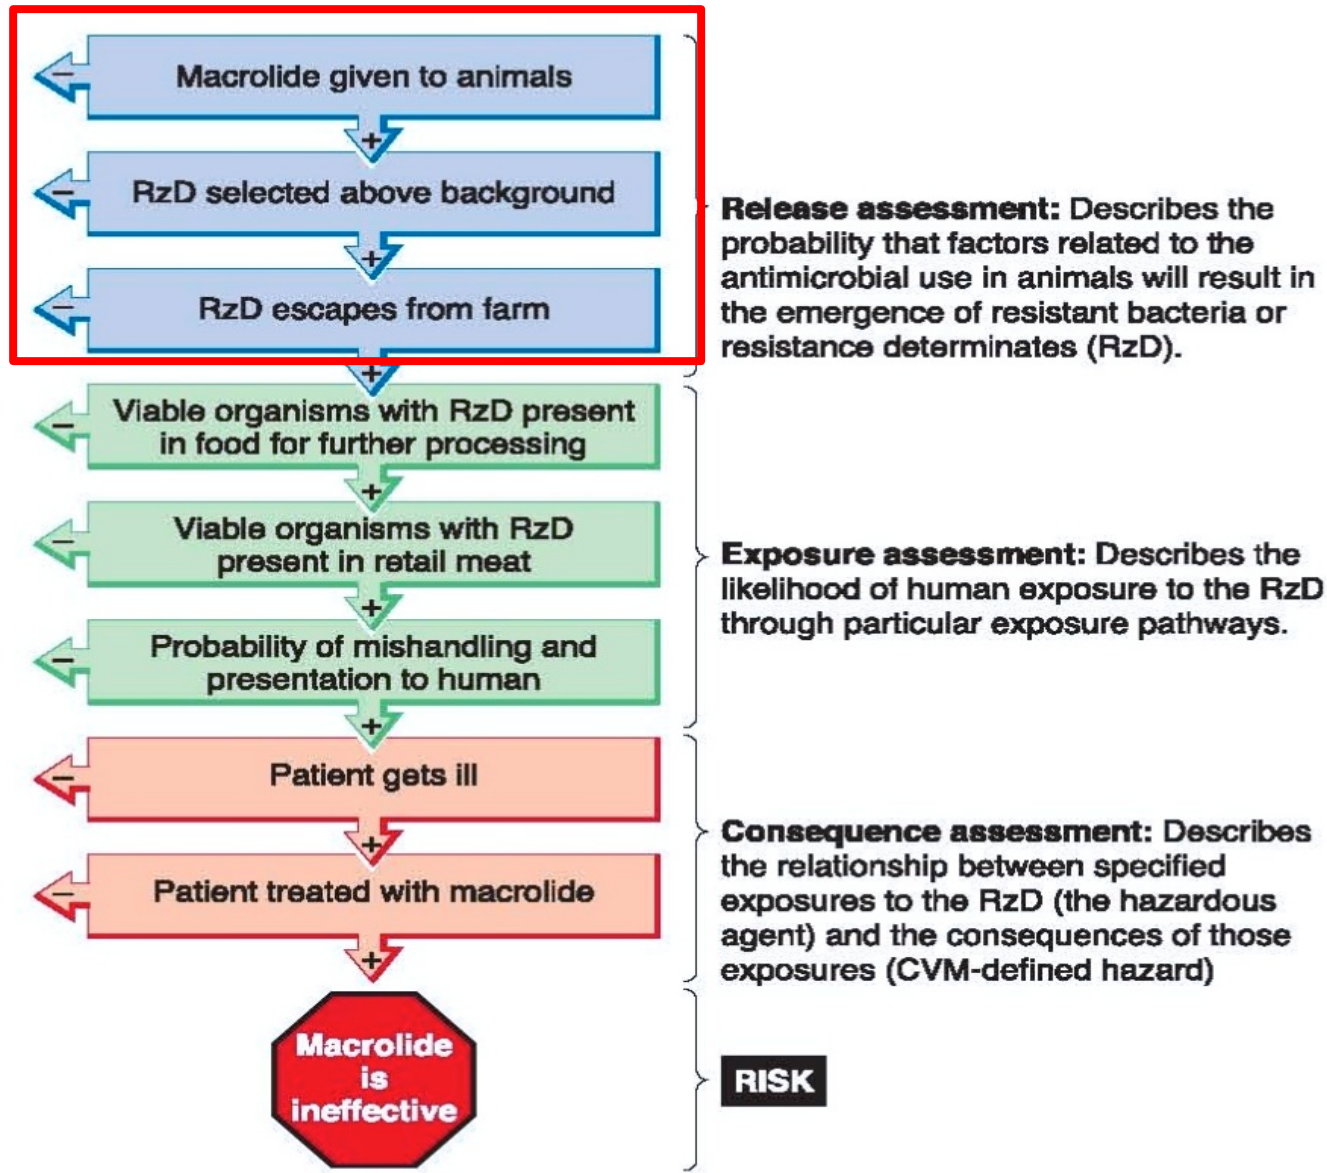 Macrolide given to animals
+
−
RzD selected above background
+
−
RzD escapes from farm
+
−
Release assessment: Describes the
probability that factors related to the
antimicrobial use in animals will result in
the emergence of resistant bacteria or
resistance determinates (RzD).
Viable organisms with RzD present
in food for further processing
+
−
Viable organisms with RzD
present in retail meat
+
−
Probability of mishandling and
presentation to human
+
−
Exposure assessment: Describes the
likelihood of human exposure to the RzD
through particular exposure pathways.
Patient gets ill
+
−
Patient treated with macrolide
+
−
Consequence assessment: Describes
the relationship between specified
exposures to the RzD (the hazardous
agent) and the consequences of those
exposures (CVM-defined hazard)
Macrolide
is
ineffective
RISK